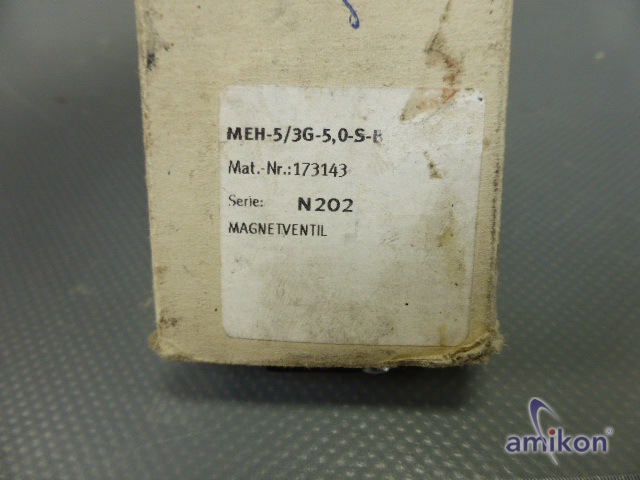 MEH-5/3G-5,0-S-B
Mat.-Nr.:173143
Serie: N202
MAGNETVENTIL
amikon